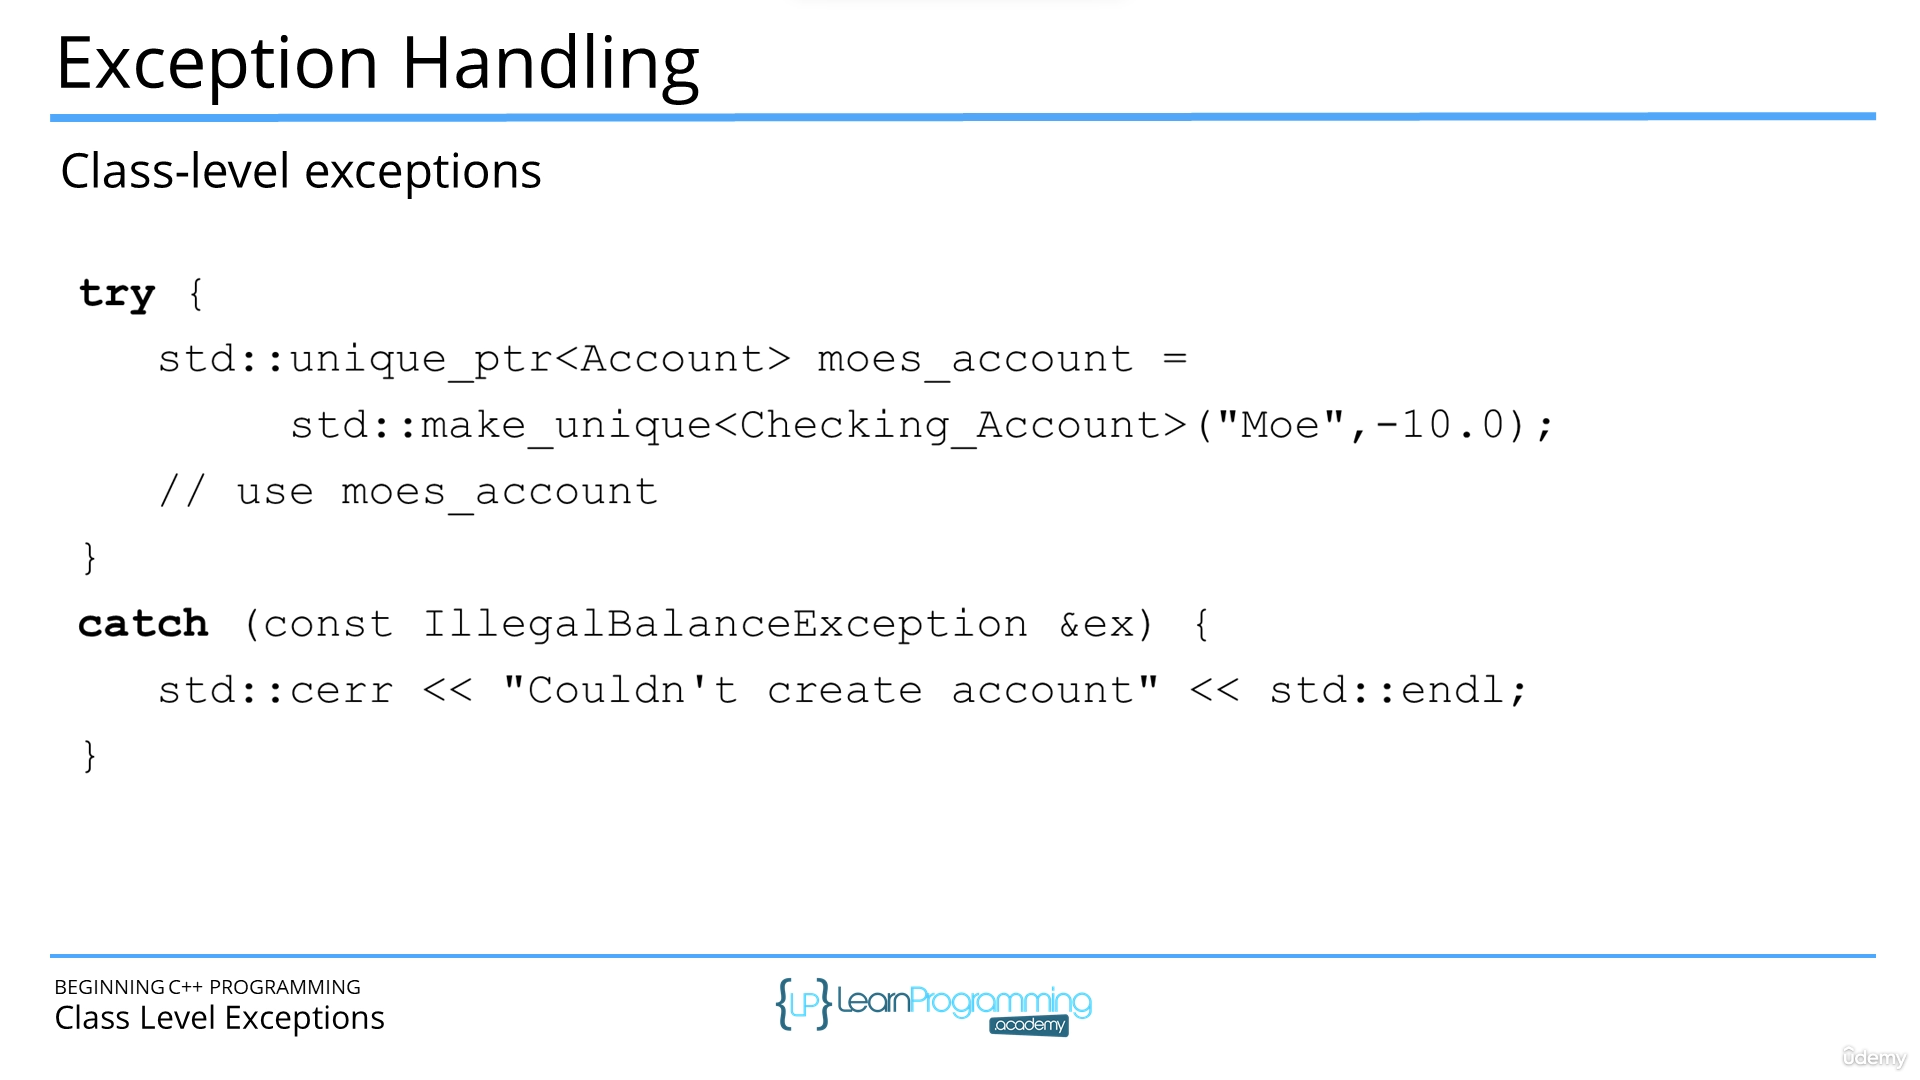 Exception Handling
Class-level exceptions
try {
   std::unique_ptr<Account> moes_account =
        std::make_unique<Checking_Account>("Moe",-10.0);
   // use moes_account
}
catch (const IllegalBalanceException &ex) {
   std::cerr << "Couldn't create account" << std::endl;
}
BEGINNING C++ PROGRAMMING
Class Level Exceptions
{LP} LearnProgramming
.academy
ûdemy